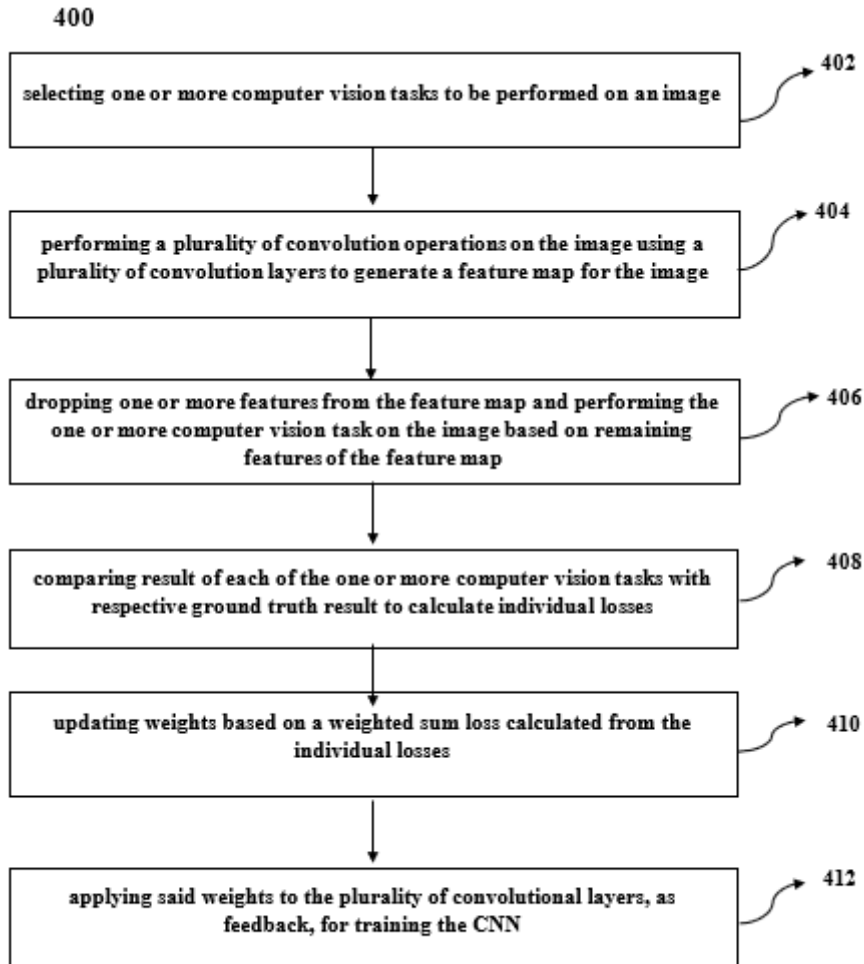 400
selecting one or more computer vision tasks to be performed on an image
402
performing a plurality of convolution operations on the image using a
plurality of convolution layers to generate a feature map for the image
404
dropping one or more features from the feature map and performing the
one or more computer vision task on the image based on remaining
features of the feature map
406
comparing result of each of the one or more computer vision tasks with
respective ground truth result to calculate individual losses
408
updating weights based on a weighted sum loss calculated from the
individual losses
410
applying said weights to the plurality of convolutional layers, as
feedback, for training the CNN
412